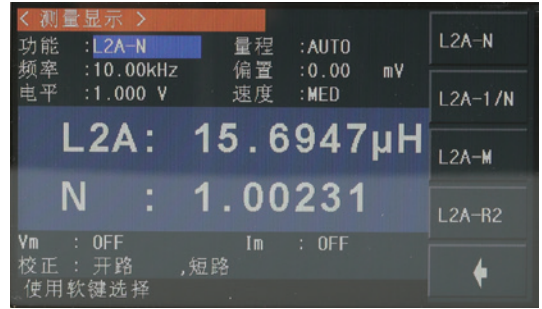 < 测量显示 >
功能 :L2A-N 量程 :AUTO
频率 :10.00kHz 偏置 :0.00 mV
电平 :1.000 V 速度 :MED
L2A: 15.6947μH
N : 1.00231
Vm : OFF Im : OFF
校正 : 开路 ,短路
使用软键选择
L2A-N
L2A-1/N
L2A-M
L2A-R2